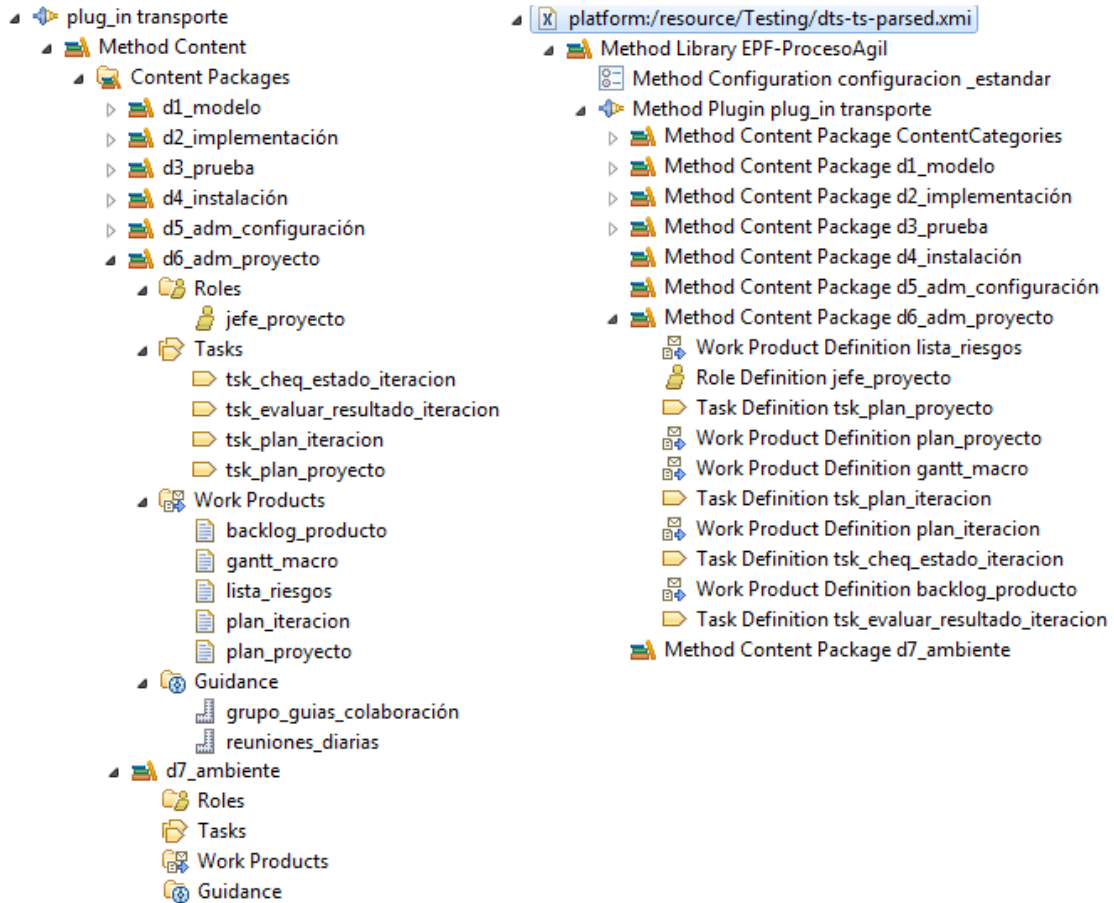 plug_in transporte
Method Content
Content Packages
d1_modelo
d2_implementación
d3_prueba
d4_instalación
d5_adm_configuración
d6_adm_proyecto
Roles
jefe_proyecto
Tasks
tsk_cheq_estado_iteracion
tsk_evaluar_resultado_iteracion
tsk_plan_iteracion
tsk_plan_proyecto
Work Products
backlog_producto
gantt_macro
lista_riesgos
plan_iteracion
plan_proyecto
Guidance
grupo_guias_colaboración
reuniones_diarias
d7_ambiente
Roles
Tasks
Work Products
Guidance
platform:/resource/Testing/dts-ts-parsed.xmi
Method Library EPF-ProcesoAgil
Method Configuration configuracion _estandar
Method Plugin plug_in transporte
Method Content Package ContentCategories
Method Content Package d1_modelo
Method Content Package d2_implementación
Method Content Package d3_prueba
Method Content Package d4_instalación
Method Content Package d5_adm_configuración
Method Content Package d6_adm_proyecto
Work Product Definition lista_riesgos
Role Definition jefe_proyecto
Task Definition tsk_plan_proyecto
Work Product Definition plan_proyecto
Work Product Definition gantt_macro
Task Definition tsk_plan_iteracion
Work Product Definition plan_iteracion
Task Definition tsk_cheq_estado_iteracion
Work Product Definition backlog_producto
Task Definition tsk_evaluar_resultado_iteracion
Method Content Package d7_ambiente